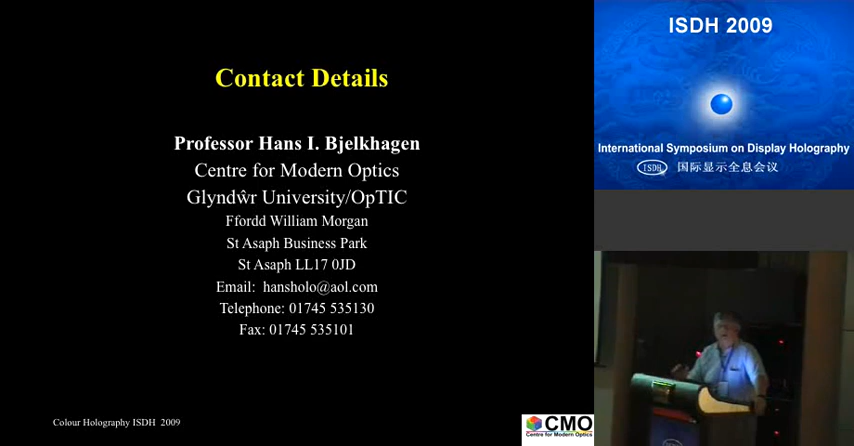 Contact Details
Professor Hans I. Bjelkhagen
Centre for Modern Optics
Glyndŵr University/OpTIC
Ffordd William Morgan
St Asaph Business Park
St Asaph LL17 0JD
Email: hansholo@aol.com
Telephone: 01745 535130
Fax: 01745 535101
Colour Holography ISDH 2009
CMO
Centre for Modern Optics
ISDH 2009
International Symposium on Display Holography
ISDH 国际显示全息会议